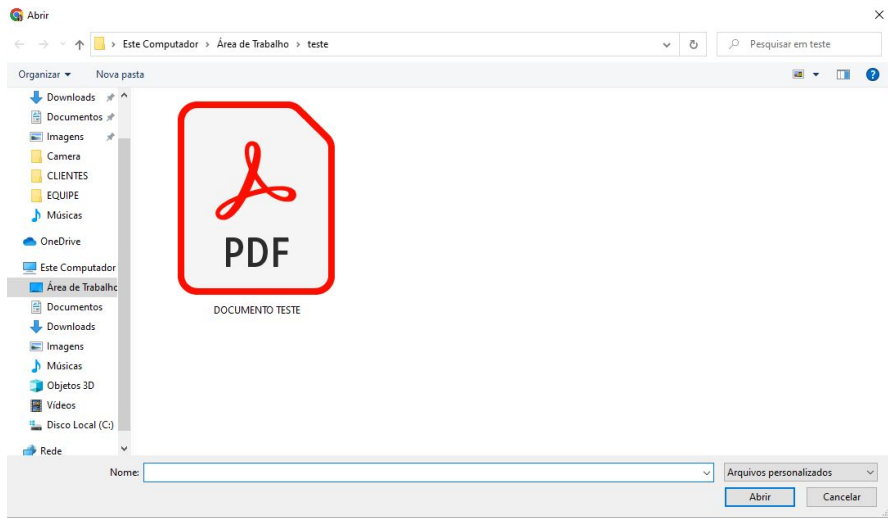 Abrir
Este Computador > Área de Trabalho > teste
Pesquisar em teste
Organizar
Nova pasta
Downloads
Documentos
Imagens
Camera
CLIENTES
EQUIPE
Músicas
OneDrive
Este Computador
Área de Trabalho
Documentos
Downloads
Imagens
Músicas
Objetos 3D
Vídeos
Disco Local (C:)
Rede
PDF
DOCUMENTO TESTE
Nome:
Arquivos personalizados
Abrir
Cancelar